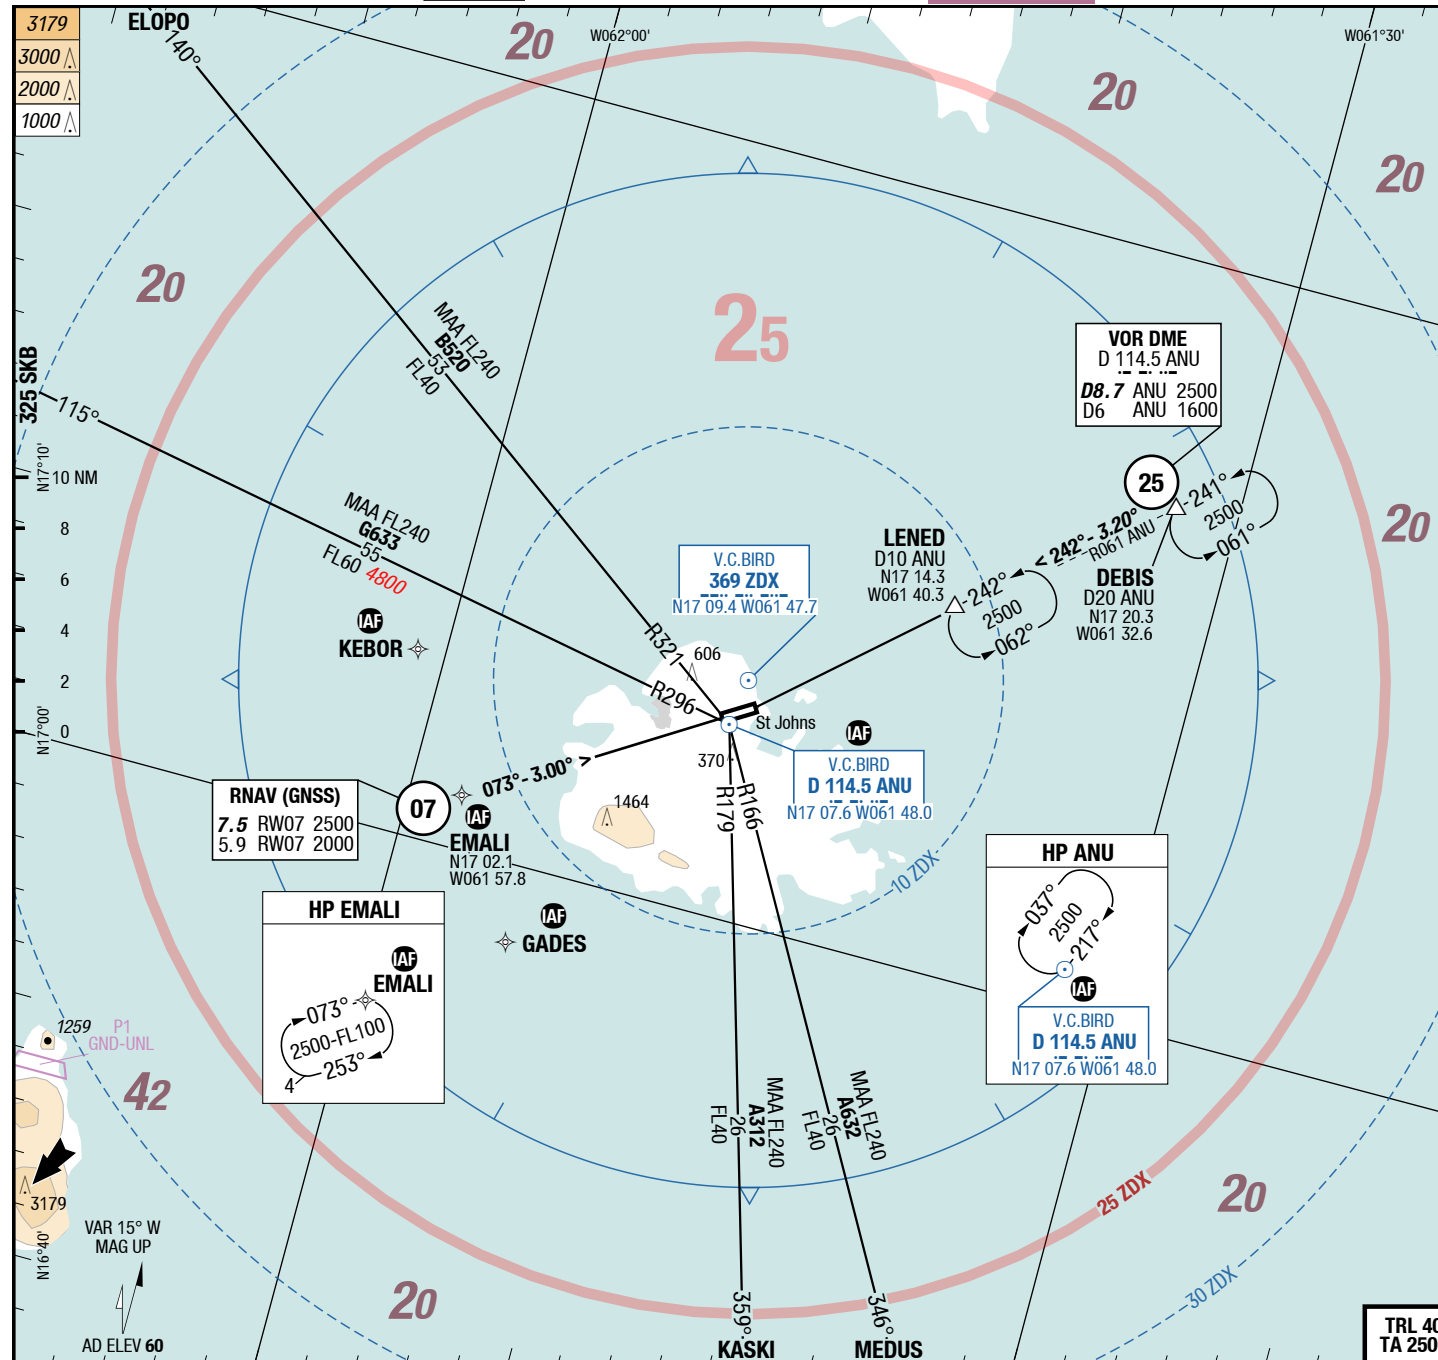 3179
3000
2000
1000
ELOPO
140°
W062°00'
W061°30'
20
20
20
20
25
MAA FL240
B520
53
FL40
325 SKB
115°
N17°10'
10 NM
8
6
4
2
0
N17°00'
MAA FL240
G633
55
FL60 4800
VOR DME
D 114.5 ANU
D8.7 ANU 2500
D6 ANU 1600
25
241°
2500
061°
< 242° - 3.20°
R061 ANU
20
DEBIS
D20 ANU
N17 20.3
W061 32.6
LENED
D10 ANU
N17 14.3
W061 40.3
242°
2500
062°
V.C.BIRD
369 ZDX
N17 09.4 W061 47.7
IAF
KEBOR
R321
R296
606
St Johns
IAF
V.C.BIRD
D 114.5 ANU
N17 07.6 W061 48.0
370
R179
R166
073° - 3.00° >
RNAV (GNSS)
7.5 RW07 2500
5.9 RW07 2000
07
IAF
EMALI
N17 02.1
W061 57.8
1464
10 ZDX
IAF
GADES
HP EMALI
IAF
EMALI
073°
2500-FL100
253°
4
HP ANU
037°
2500
217°
IAF
V.C.BIRD
D 114.5 ANU
N17 07.6 W061 48.0
1259
P1
GND-UNL
42
3179
N16°40'
VAR 15° W
MAG UP
AD ELEV 60
20
MAA FL240
A312
26
FL40
MAA FL240
A632
26
FL40
359°
KASKI
346°
MEDUS
25 ZDX
20
30 ZDX
TRL 40
TA 250